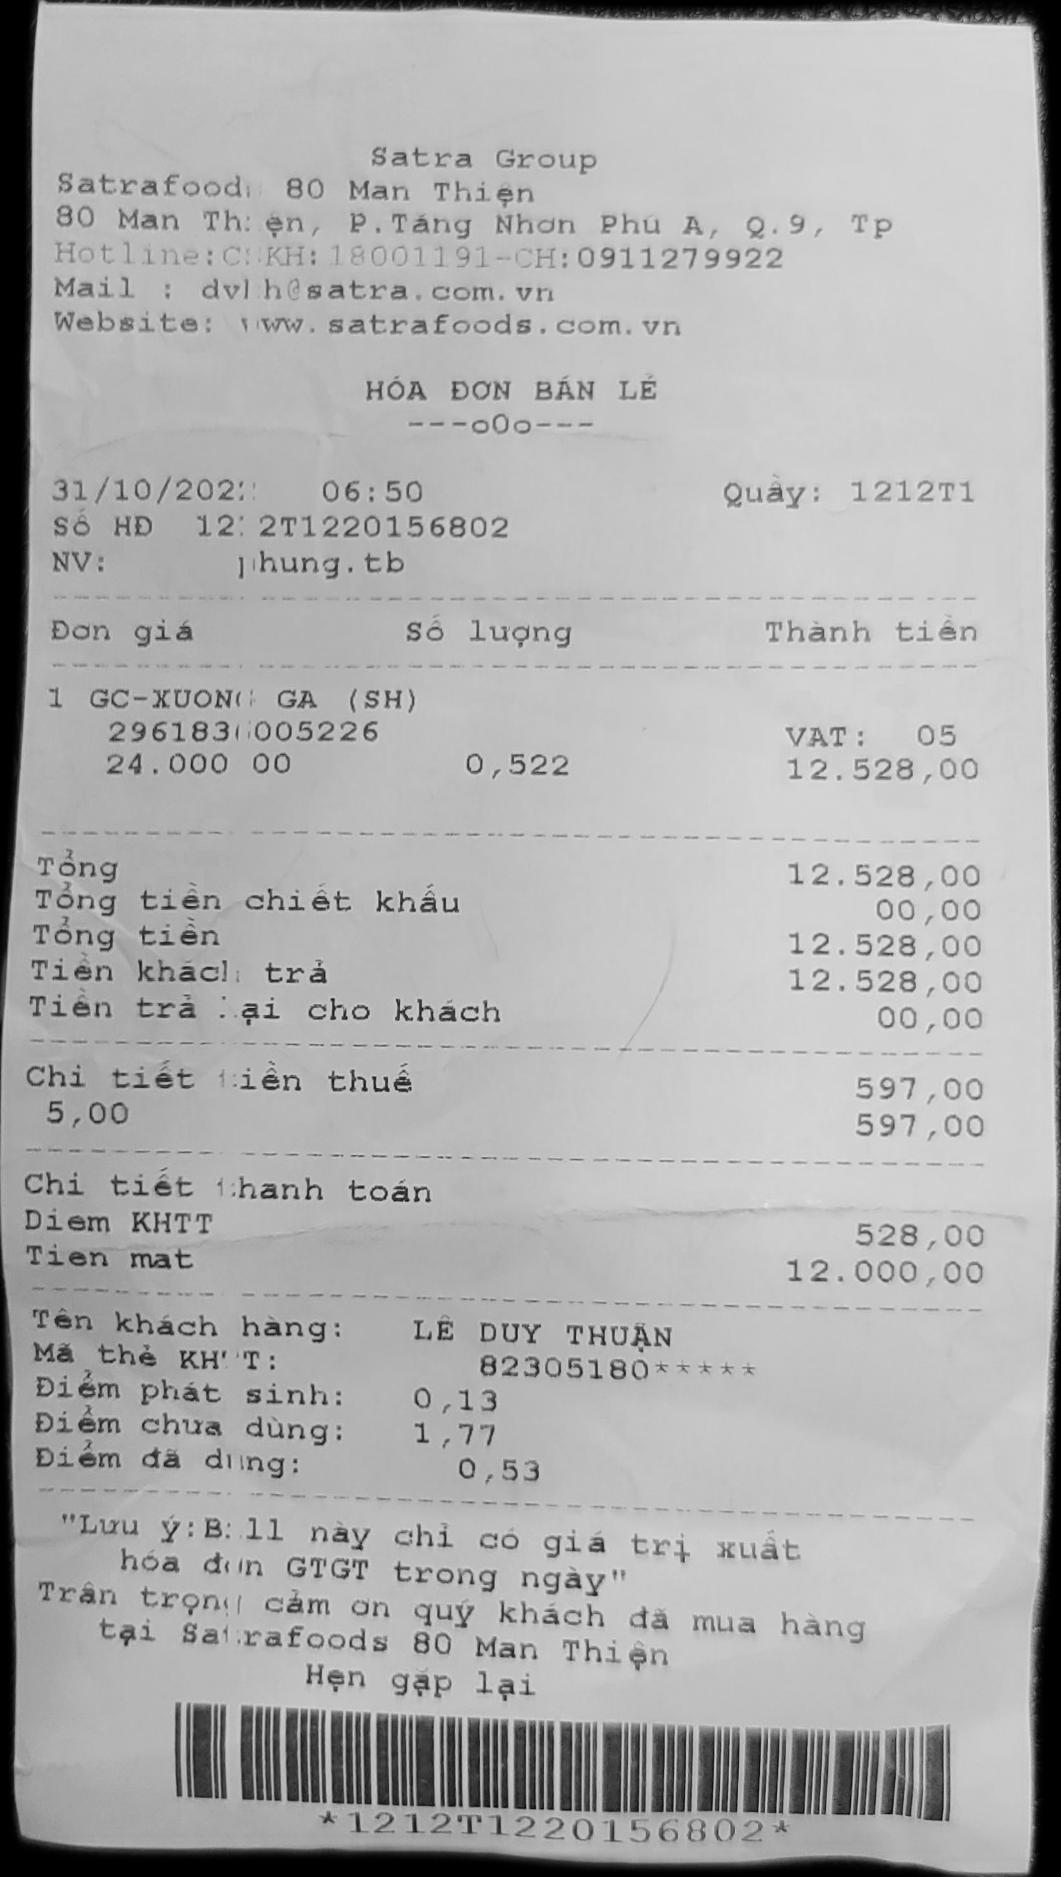 Satra Group
Satrafoods 80 Man Thiện
80 Man Thiện, P.Tăng Nhơn Phú A, Q.9, Tp
Hotline:CSKH:18001191-CH:0911279922
Mail : dvkh@satra.com.vn
Website: www.satrafoods.com.vn
HÓA ĐƠN BÁN LẺ
---oOo---
31/10/2022 06:50 Quầy: 1212T1
Số HĐ 1212T1220156802
NV: phung.tb
Đơn giá Số lượng Thành tiền
1 GC-XUONG GA (SH)
2961836005226 VAT: 05
24.000 00 0,522 12.528,00
Tổng 12.528,00
Tổng tiền chiết khấu 00,00
Tổng tiền 12.528,00
Tiền khách trả 12.528,00
Tiền trả lại cho khách 00,00
Chi tiết tiền thuế 597,00
5,00 597,00
Chi tiết thanh toán
Diem KHTT 528,00
Tien mat 12.000,00
Tên khách hàng: LÊ DUY THUẬN
Mã thẻ KHTT: 82305180*****
Điểm phát sinh: 0,13
Điểm chưa dùng: 1,77
Điểm đã dùng: 0,53
"Lưu ý:Bill này chỉ có giá trị xuất
hóa đơn GTGT trong ngày"
Trân trọng cảm ơn quý khách đã mua hàng
tại Satrafoods 80 Man Thiện
Hẹn gặp lại
*1212T1220156802*